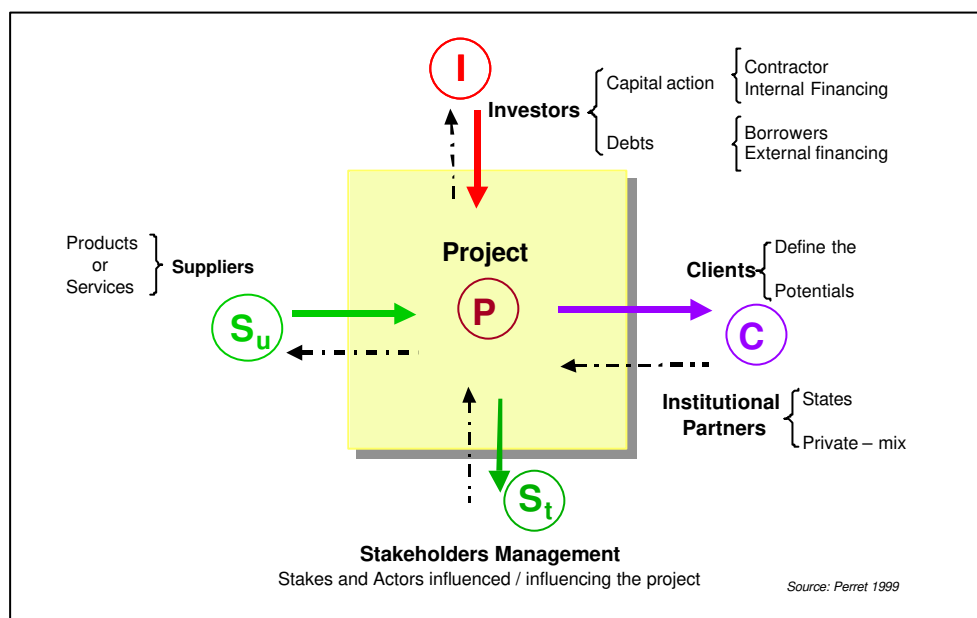 I
Investors
Capital action
Contractor
Internal Financing
Debts
Borrowers
External financing
Products
or
Services
Suppliers
Project
P
Clients
Define the
Potentials
Su
C
Institutional
Partners
States
Private – mix
St
Stakeholders Management
Stakes and Actors influenced / influencing the project
Source: Perret 1999